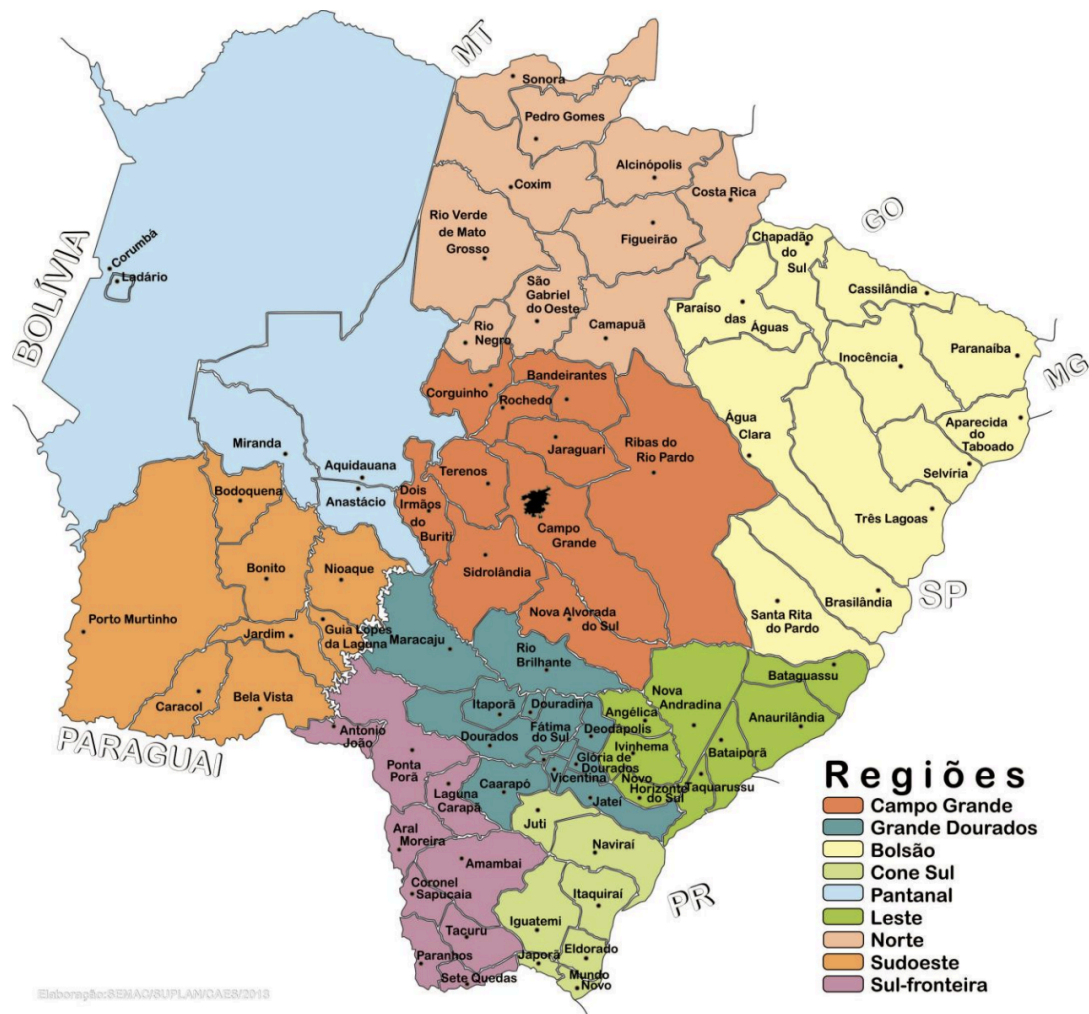 MT
Sonora
Pedro Gomes
Alcinópolis
Coxim
Costa Rica
Rio Verde
de Mato
Grosso
Figueirão
GO
Chapadão
do
Sul
BOLÍVIA
Corumbá
Ladário
São
Gabriel
do Oeste
Cassilândia
Paraíso
das
Águas
Rio
Negro
Camapuã
Inocência
Paranaíba
MG
Bandeirantes
Corguinho
Rochedo
Água
Clara
Aparecida
do
Taboado
Miranda
Jaraguari
Ribas do
Rio Pardo
Aquidauana
Terenos
Selvíria
Bodoquena
Anastácio
Dois
Irmãos
do
Buriti
Campo
Grande
Três Lagoas
Bonito
Nioaque
Sidrolândia
SP
Brasilândia
Santa Rita
do Pardo
Porto Murtinho
Jardim
Guia Lopes
da Laguna
Nova Alvorada
do Sul
Maracaju
Rio
Brilhante
Bataguassu
Caracol
Bela Vista
Nova
Andradina
Itaporã
Douradina
Angélica
Anaurilândia
PARAGUAI
Antonio
João
Dourados
Fátima
do Sul
Deodápolis
Ivinhema
Bataiporã
Ponta
Porã
Glória de
Dourados
Vicentina
Novo
Horizonte
do Sul
Taquarussu
Laguna
Carapã
Caarapó
Jateí
Juti
Aral
Moreira
Naviraí
Amambai
Coronel
Sapucaia
PR
Itaquiraí
Iguatemi
Tacuru
Eldorado
Paranhos
Japorã
Sete Quedas
Mundo
Novo
Regiões
Campo Grande
Grande Dourados
Bolsão
Cone Sul
Pantanal
Leste
Norte
Sudoeste
Sul-fronteira
Elaboração:SEMAC/SUPLAN/CAES/2013